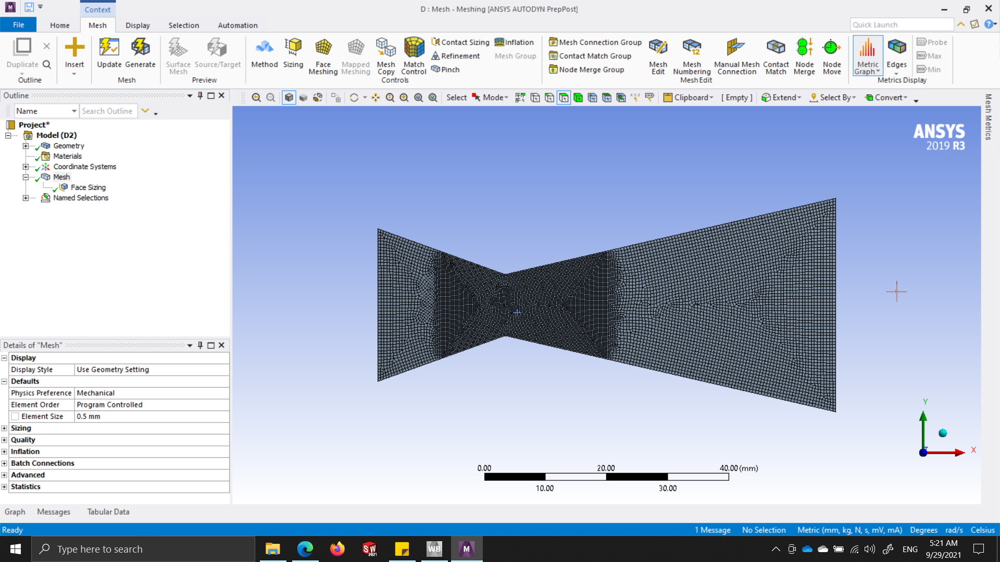 Context
D : Mesh - Meshing [ANSYS AUTODYN PrepPost]
File Home Mesh Display Selection Automation
Quick Launch
Duplicate
Outline
Insert
Update Generate
Mesh
Surface Mesh
Source/Target
Preview
Method Sizing Face Meshing Mapped Meshing Mesh Copy Match Control
Contact Sizing
Refinement
Pinch
Inflation
Mesh Group
Controls
Mesh Connection Group
Contact Match Group
Node Merge Group
Mesh Edit
Mesh Numbering
12
Manual Mesh Connection
Contact Match
Node Merge
Node Move
Mesh Edit
Metric Graph
Edges
Probe
Max
Min
Metrics Display
Outline
Name Search Outline
Select Mode Clipboard [ Empty ] Extend Select By Convert
Mesh Metrics
Project*
Model (D2)
Geometry
Materials
Coordinate Systems
Mesh
Face Sizing
Named Selections
ANSYS
2019 R3
Details of "Mesh"
Display
Display Style Use Geometry Setting
Defaults
Physics Preference Mechanical
Element Order Program Controlled
Element Size 0.5 mm
Sizing
Quality
Inflation
Batch Connections
Advanced
Statistics
Y
X
Z
0.00 20.00 40.00 (mm)
10.00 30.00
Graph Messages Tabular Data
Ready
1 Message No Selection Metric (mm, kg, N, s, mV, mA) Degrees rad/s Celsius
Type here to search
SW
2021
WB
M
ENG
5:21 AM
9/29/2021